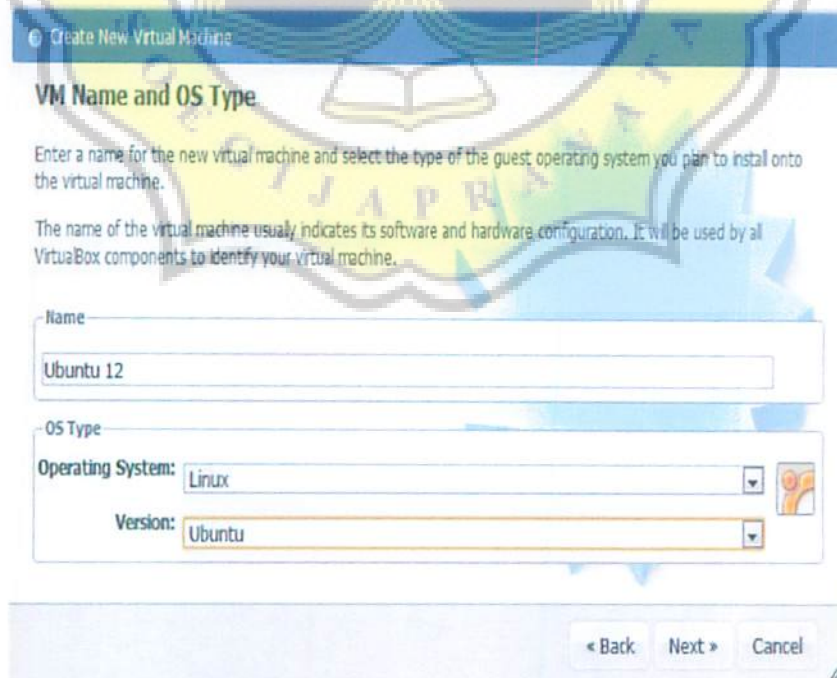 Create New Virtual Machine
VM Name and OS Type
Enter a name for the new virtual machine and select the type of the guest operating system you plan to install onto
the virtual machine.
The name of the virtual machine usually indicates its software and hardware configuration. It will be used by all
VirtualBox components to identify your virtual machine.
Name
Ubuntu 12
OS Type
Operating System: Linux
Version: Ubuntu
« Back Next » Cancel